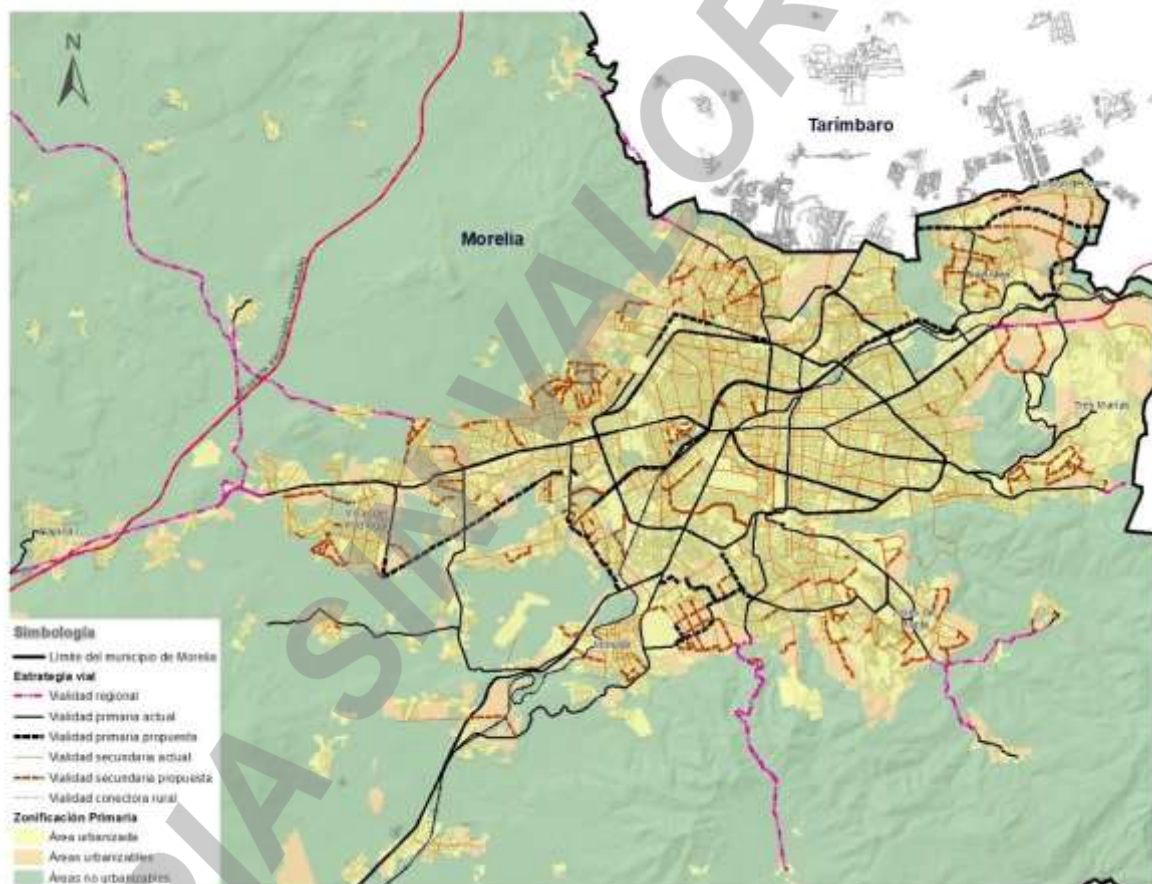 N
Tarimbaro
Morelia
Tres Marías
Simbología
Límite del municipio de Morelia
Estrategia vial
Vialidad regional
Vialidad primaria actual
Vialidad primaria propuesta
Vialidad secundaria actual
Vialidad secundaria propuesta
Vialidad conectora rural
Zonificación Primaria
Área urbanizada
Áreas urbanizables
Áreas no urbanizables
IA SIN VALOR